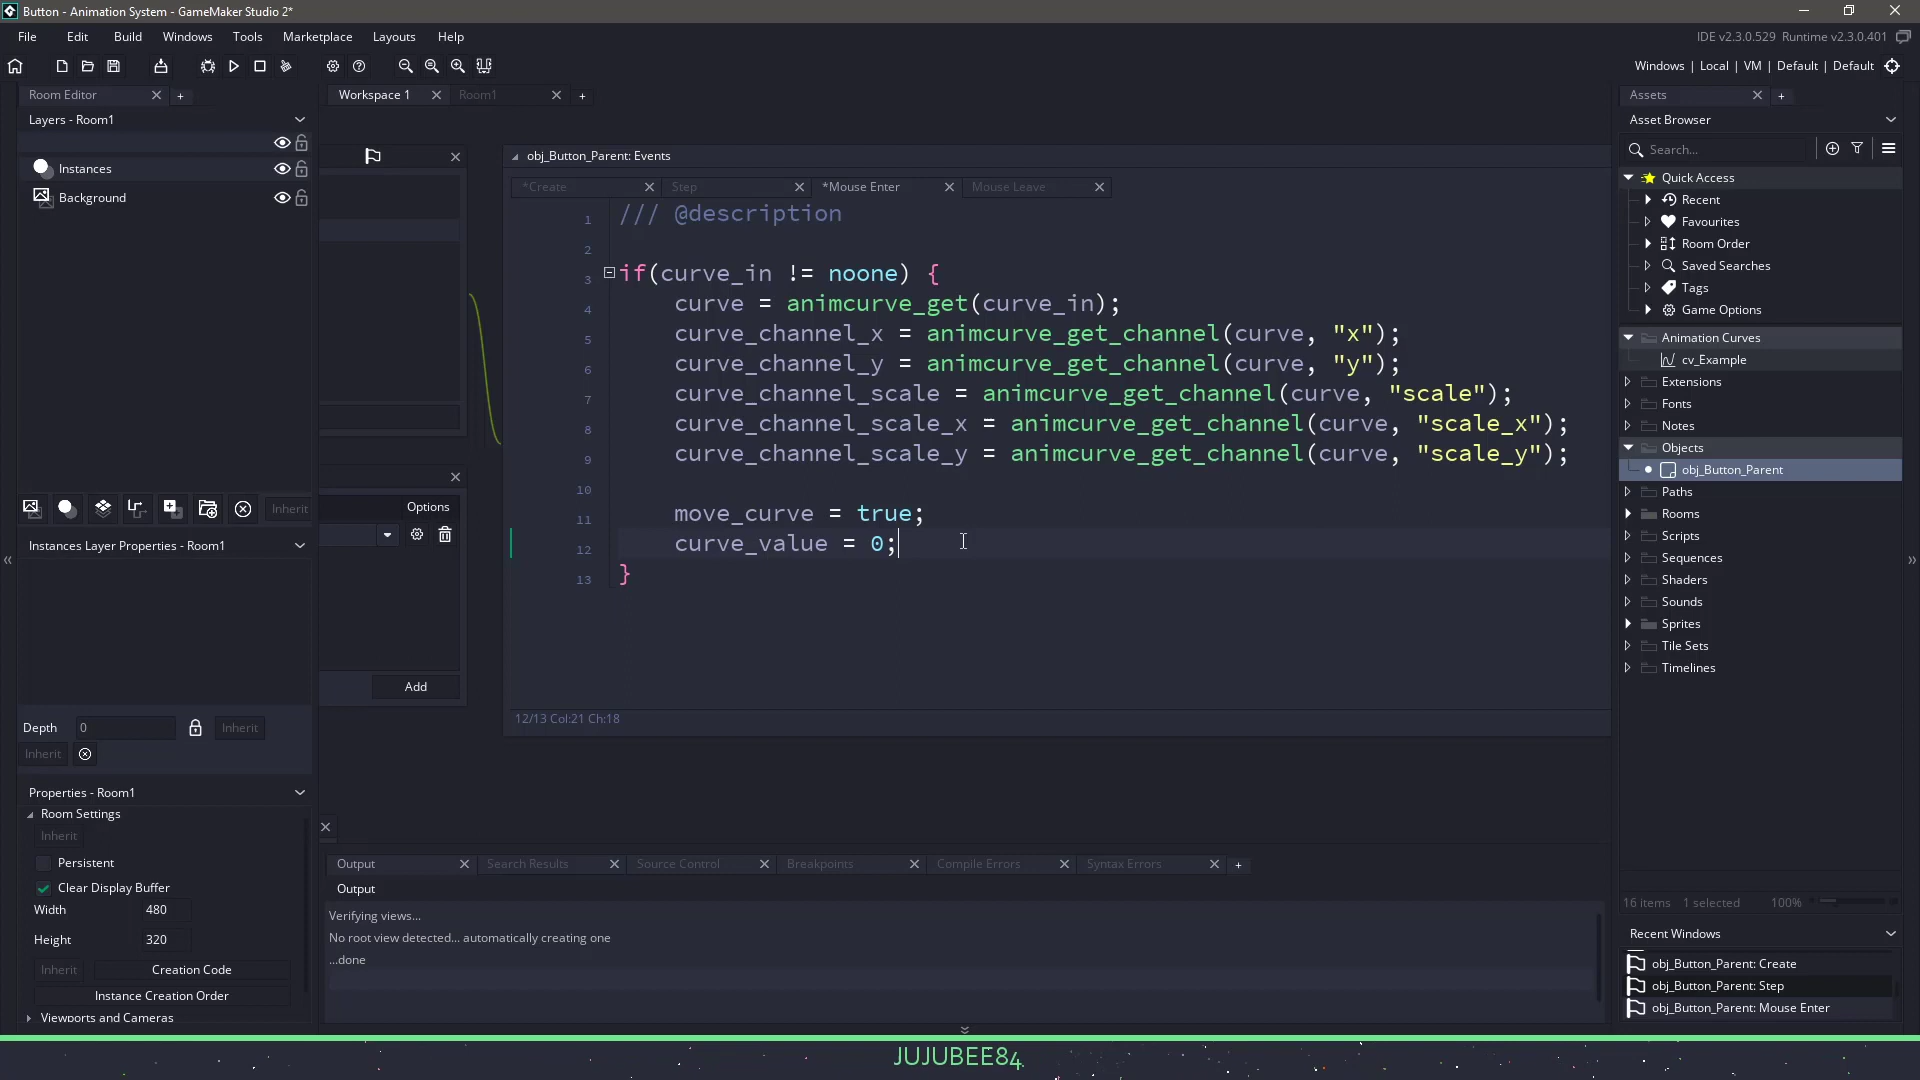 Button - Animation System - GameMaker Studio 2*
File Edit Build Windows Tools Marketplace Layouts Help
IDE v2.3.0.529 Runtime v2.3.0.401
Windows | Local | VM | Default | Default
Room Editor
Layers - Room1
Instances
Background
Inherit
Instances Layer Properties - Room1
Depth 0 Inherit
Inherit
Properties - Room1
Room Settings
Inherit
Persistent
Clear Display Buffer
Width 480
Height 320
Inherit Creation Code
Instance Creation Order
Viewports and Cameras
Workspace 1 Room1
Options
Add
obj_Button_Parent: Events
*Create Step *Mouse Enter Mouse Leave
1 /// @description
2
3 if(curve_in != noone) {
4 curve = animcurve_get(curve_in);
5 curve_channel_x = animcurve_get_channel(curve, "x");
6 curve_channel_y = animcurve_get_channel(curve, "y");
7 curve_channel_scale = animcurve_get_channel(curve, "scale");
8 curve_channel_scale_x = animcurve_get_channel(curve, "scale_x");
9 curve_channel_scale_y = animcurve_get_channel(curve, "scale_y");
10
11 move_curve = true;
12 curve_value = 0;
13 }
12/13 Col:21 Ch:18
Output Search Results Source Control Breakpoints Compile Errors Syntax Errors
Output
Verifying views...
No root view detected... automatically creating one
...done
Assets
Asset Browser
Search...
Quick Access
Recent
Favourites
Room Order
Saved Searches
Tags
Game Options
Animation Curves
cv_Example
Extensions
Fonts
Notes
Objects
obj_Button_Parent
Paths
Rooms
Scripts
Sequences
Shaders
Sounds
Sprites
Tile Sets
Timelines
16 items 1 selected 100%
Recent Windows
obj_Button_Parent: Create
obj_Button_Parent: Step
obj_Button_Parent: Mouse Enter
JUJUBEE84